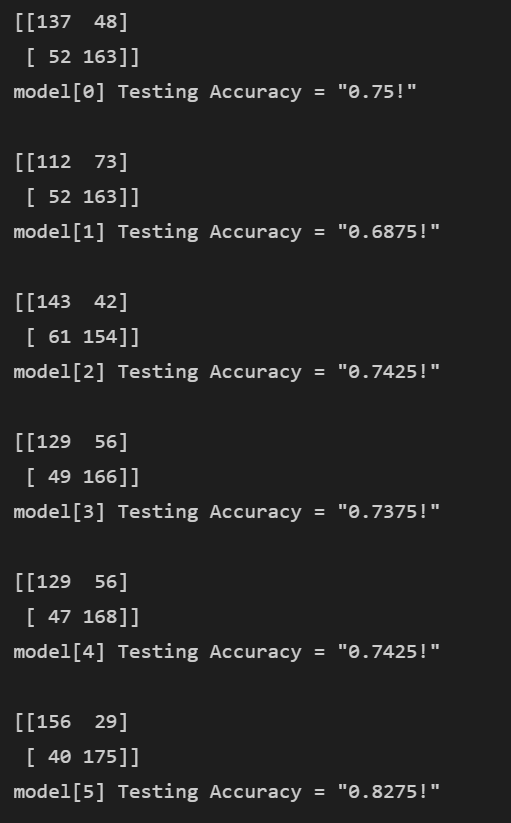 [[137  48]
 [ 52 163]]
model[0] Testing Accuracy = "0.75!"
[[112  73]
 [ 52 163]]
model[1] Testing Accuracy = "0.6875!"
[[143  42]
 [ 61 154]]
model[2] Testing Accuracy = "0.7425!"
[[129  56]
 [ 49 166]]
model[3] Testing Accuracy = "0.7375!"
[[129  56]
 [ 47 168]]
model[4] Testing Accuracy = "0.7425!"
[[156  29]
 [ 40 175]]
model[5] Testing Accuracy = "0.8275!"